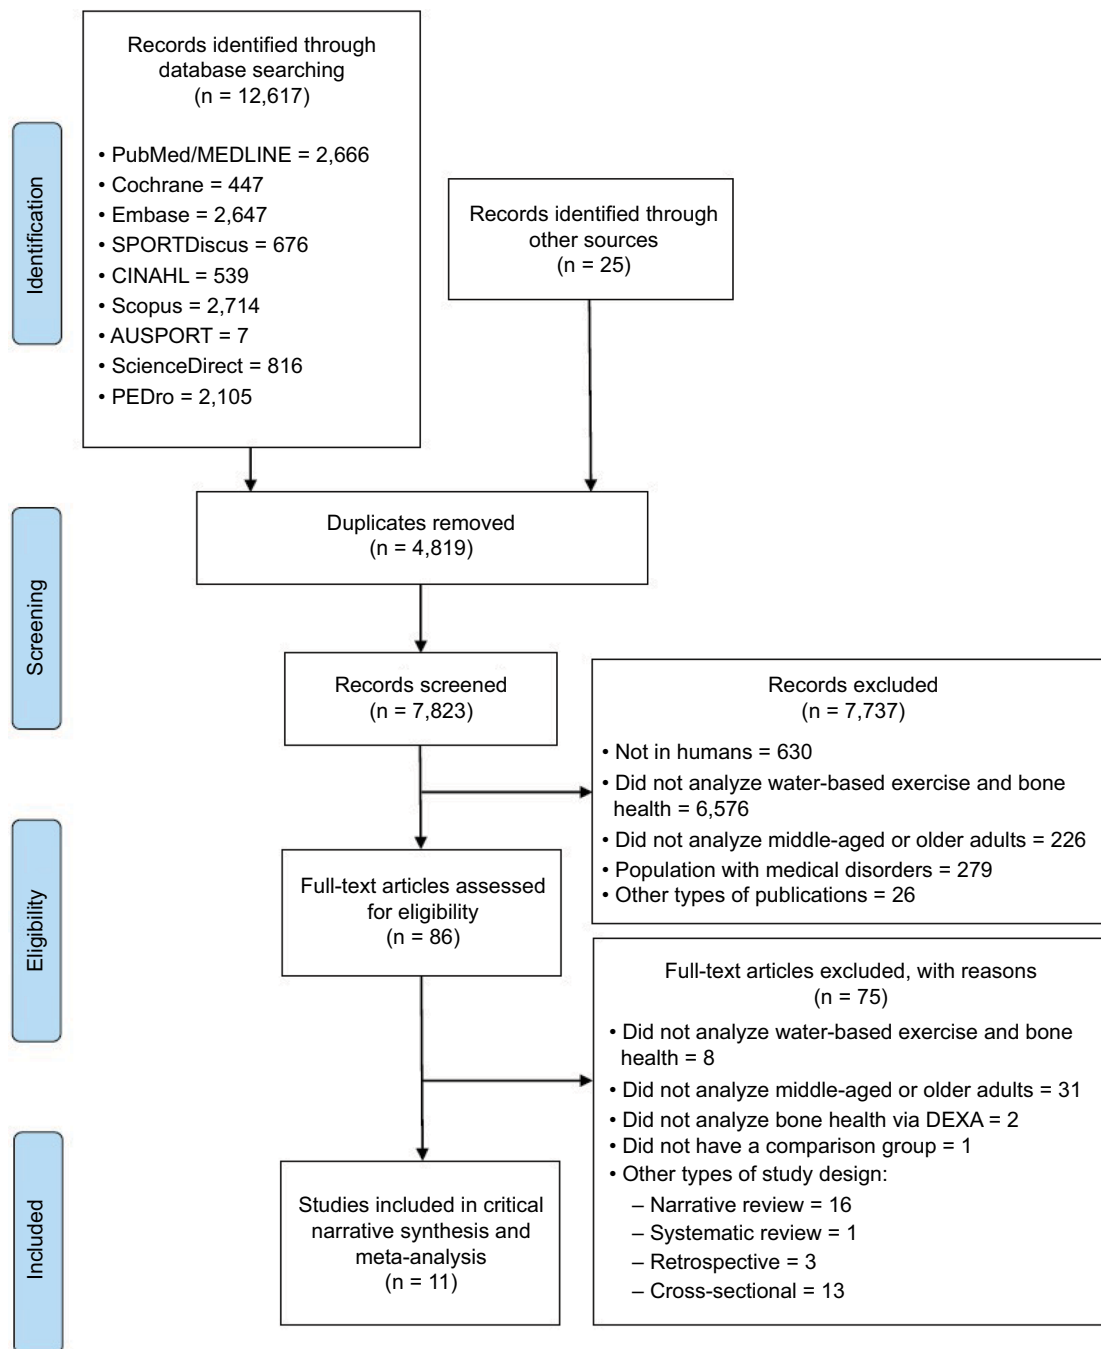 Records identified through
database searching
(n = 12,617)
• PubMed/MEDLINE = 2,666
• Cochrane = 447
• Embase = 2,647
• SPORTDiscus = 676
• CINAHL = 539
• Scopus = 2,714
• AUSPORT = 7
• ScienceDirect = 816
• PEDro = 2,105
Records identified through
other sources
(n = 25)
Identification
Duplicates removed
(n = 4,819)
Screening
Records screened
(n = 7,823)
Records excluded
(n = 7,737)
• Not in humans = 630
• Did not analyze water-based exercise and bone
health = 6,576
• Did not analyze middle-aged or older adults = 226
• Population with medical disorders = 279
• Other types of publications = 26
Eligibility
Full-text articles assessed
for eligibility
(n = 86)
Full-text articles excluded, with reasons
(n = 75)
• Did not analyze water-based exercise and bone
health = 8
• Did not analyze middle-aged or older adults = 31
• Did not analyze bone health via DEXA = 2
• Did not have a comparison group = 1
• Other types of study design:
– Narrative review = 16
– Systematic review = 1
– Retrospective = 3
– Cross-sectional = 13
Included
Studies included in critical
narrative synthesis and
meta-analysis
(n = 11)